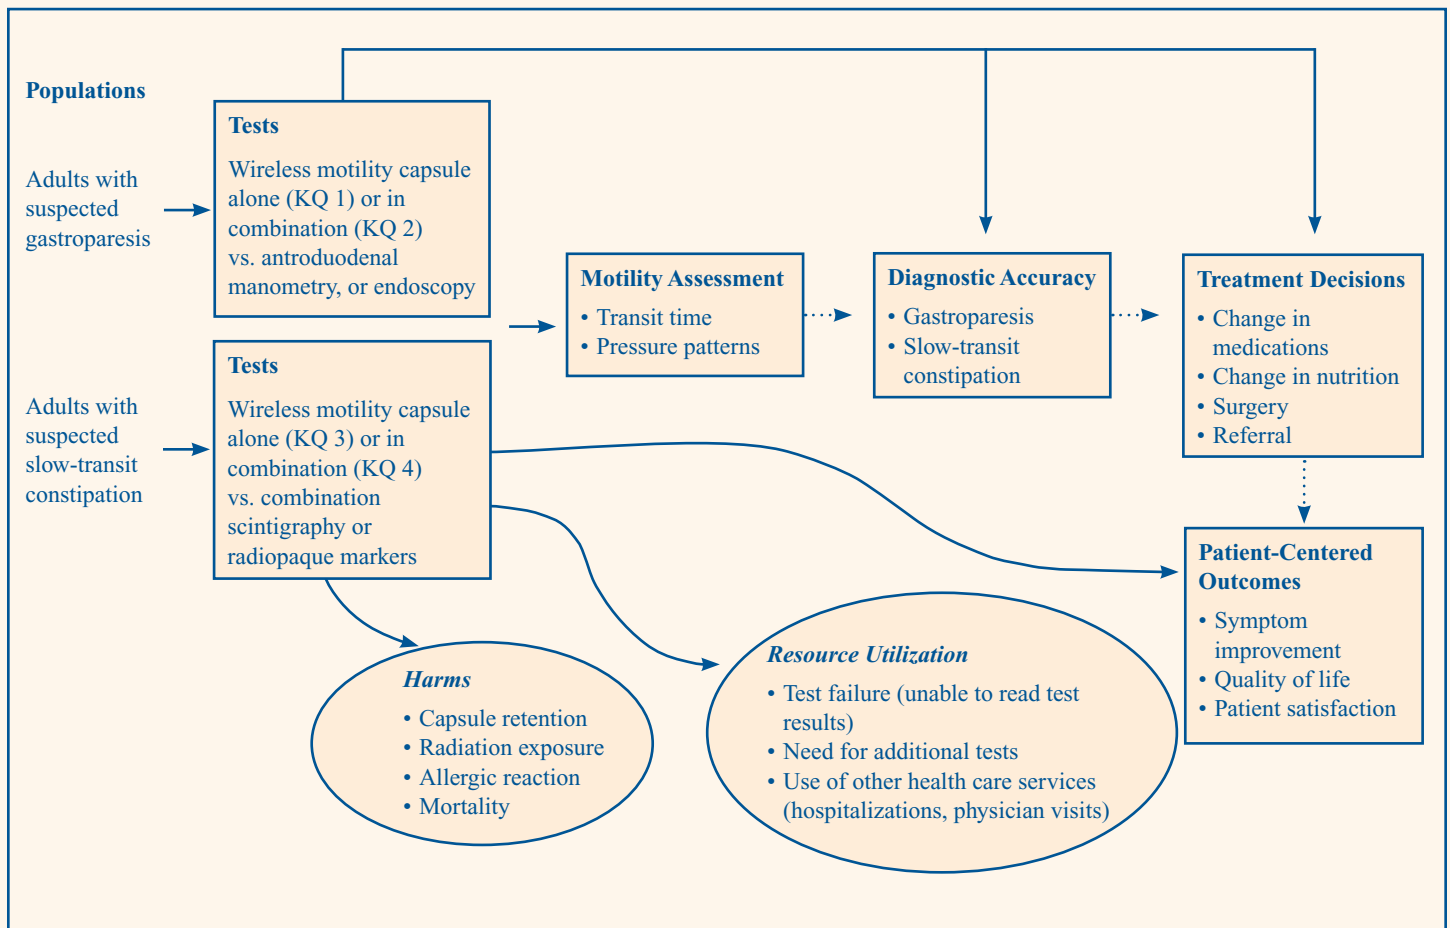 Populations
Adults with
suspected
gastroparesis
Tests
Wireless motility capsule
alone (KQ 1) or in
combination (KQ 2)
vs. antroduodenal
manometry, or endoscopy
Adults with
suspected
slow-transit
constipation
Tests
Wireless motility capsule
alone (KQ 3) or in
combination (KQ 4)
vs. combination
scintigraphy or
radiopaque markers
Motility Assessment
• Transit time
• Pressure patterns
Diagnostic Accuracy
• Gastroparesis
• Slow-transit
constipation
Treatment Decisions
• Change in
medications
• Change in nutrition
• Surgery
• Referral
Patient-Centered
Outcomes
• Symptom
improvement
• Quality of life
• Patient satisfaction
Harms
• Capsule retention
• Radiation exposure
• Allergic reaction
• Mortality
Resource Utilization
• Test failure (unable to read test
results)
• Need for additional tests
• Use of other health care services
(hospitalizations, physician visits)